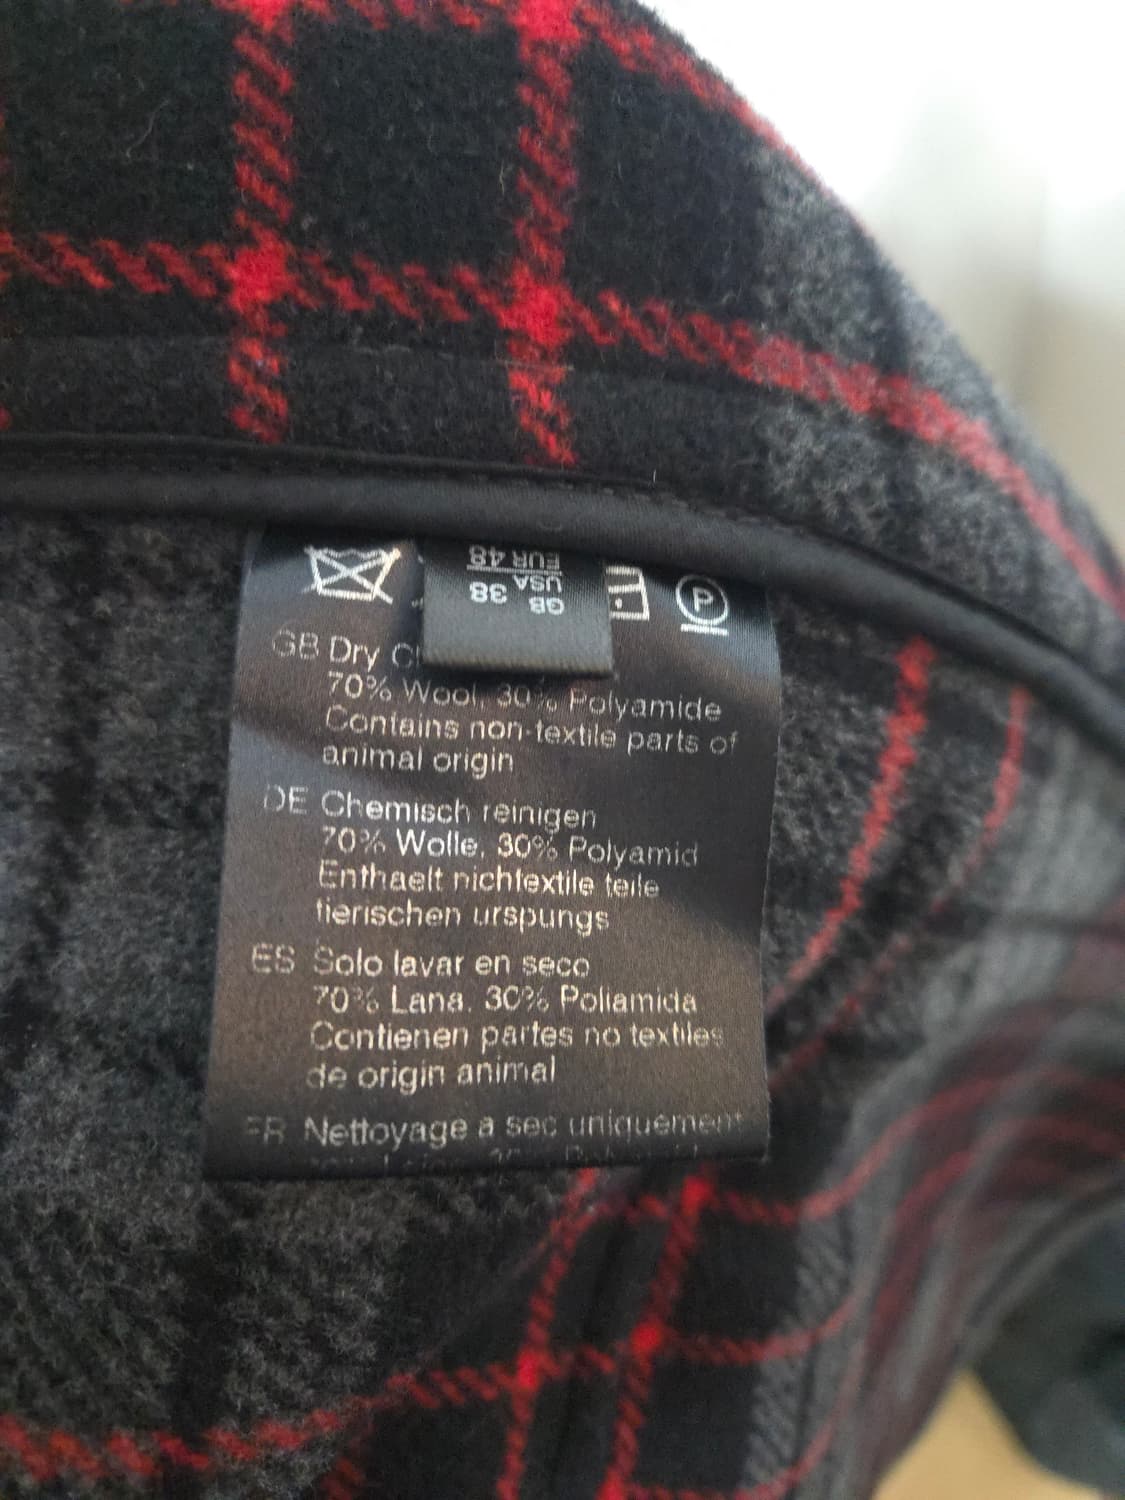 EUR 48
USA
GB 38
P
GB Dry
70% Wool, 30% Polyamide
Contains non-textile parts of
animal origin
DE Chemisch reinigen
70% Wolle, 30% Polyamid
Enthaelt nichtextile teile
tierischen urspungs
ES Solo lavar en seco
70% Lana, 30% Poliamida
Contienen partes no textiles
de origin animal
FR Nettoyage a sec uniquement